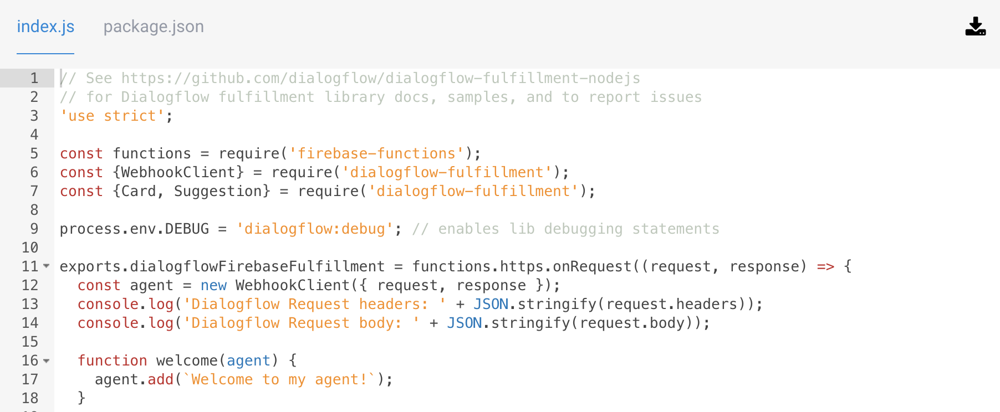 index.js package.json
1 // See https://github.com/dialogflow/dialogflow-fulfillment-nodejs
2 // for Dialogflow fulfillment library docs, samples, and to report issues
3 'use strict';
4
5 const functions = require('firebase-functions');
6 const {WebhookClient} = require('dialogflow-fulfillment');
7 const {Card, Suggestion} = require('dialogflow-fulfillment');
8
9 process.env.DEBUG = 'dialogflow:debug'; // enables lib debugging statements
10
11 exports.dialogflowFirebaseFulfillment = functions.https.onRequest((request, response) => {
12   const agent = new WebhookClient({ request, response });
13   console.log('Dialogflow Request headers: ' + JSON.stringify(request.headers));
14   console.log('Dialogflow Request body: ' + JSON.stringify(request.body));
15
16   function welcome(agent) {
17     agent.add(`Welcome to my agent!`);
18   }